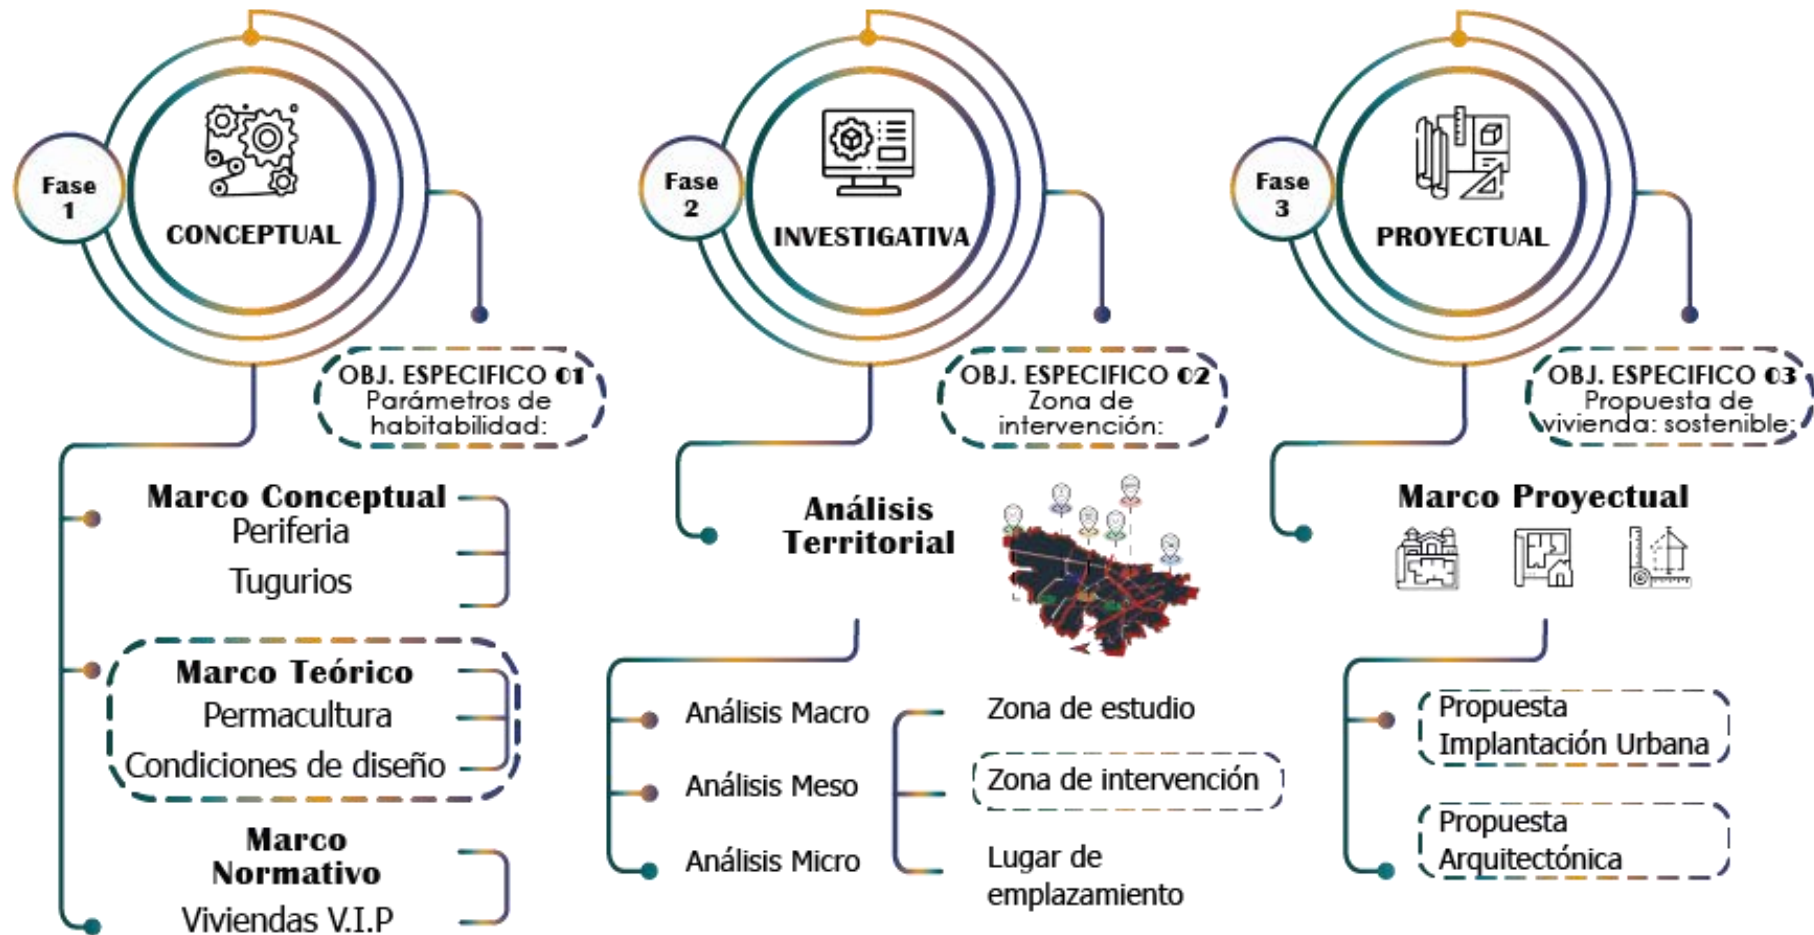 Fase
1
CONCEPTUAL
OBJ. ESPECIFICO 01
Parámetros de
habitabilidad:
Marco Conceptual
Periferia
Tugurios
Marco Teórico
Permacultura
Condiciones de diseño
Marco
Normativo
Viviendas V.I.P
Fase
2
INVESTIGATIVA
OBJ. ESPECIFICO 02
Zona de
intervención:
Análisis
Territorial
Análisis Macro
Análisis Meso
Análisis Micro
Zona de estudio
Zona de intervención
Lugar de
emplazamiento
Fase
3
PROYECTUAL
OBJ. ESPECIFICO 03
Propuesta de
vivienda: sostenible:
Marco Proyectual
Propuesta
Implantación Urbana
Propuesta
Arquitectónica